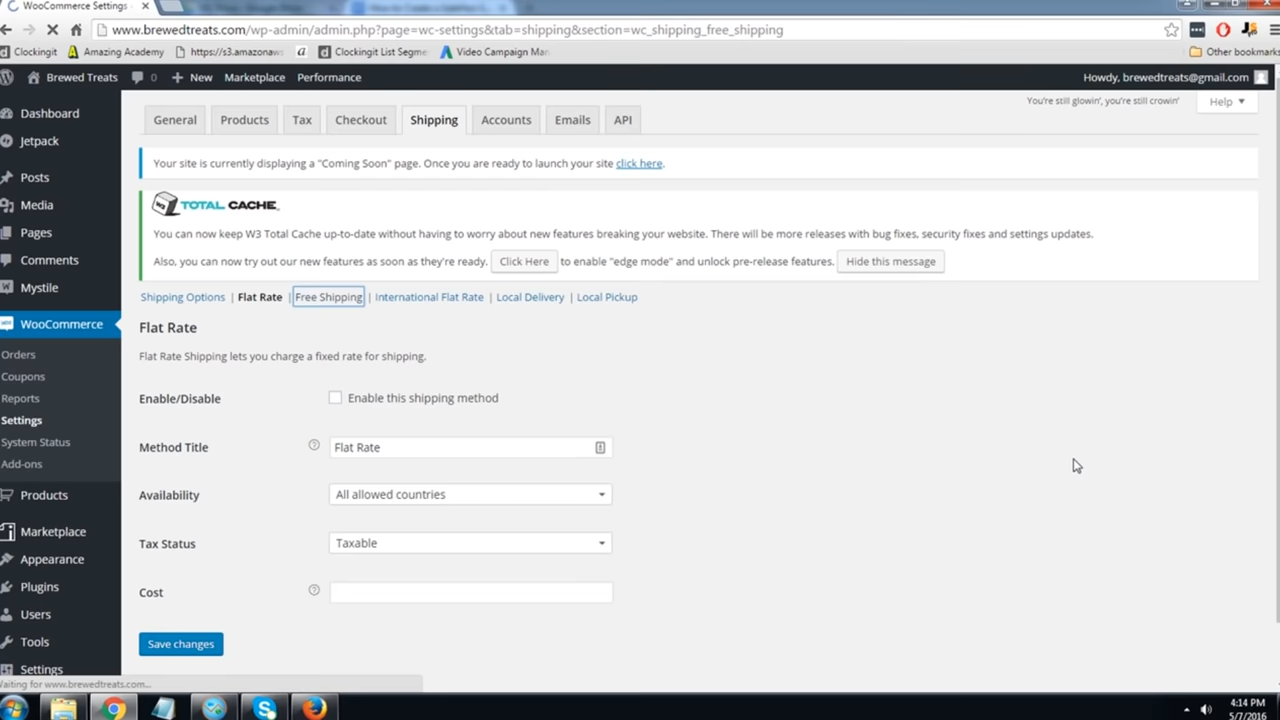 WooCommerce Settings
www.brewedtreats.com/wp-admin/admin.php?page=wc-settings&tab=shipping&section=wc_shipping_free_shipping
Clockingit Amazing Academy https://s3.amazonaws a Clockingit List Segme Video Campaign Man Other bookmarks
Brewed Treats 0 New Marketplace Performance Howdy, brewedtreats@gmail.com
You're still glowin', you're still crowin' Help
General Products Tax Checkout Shipping Accounts Emails API
Your site is currently displaying a "Coming Soon" page. Once you are ready to launch your site click here.
W3 TOTAL CACHE
You can now keep W3 Total Cache up-to-date without having to worry about new features breaking your website. There will be more releases with bug fixes, security fixes and settings updates.
Also, you can now try out our new features as soon as they're ready. Click Here to enable "edge mode" and unlock pre-release features. Hide this message
Shipping Options | Flat Rate | Free Shipping | International Flat Rate | Local Delivery | Local Pickup
Flat Rate
Flat Rate Shipping lets you charge a fixed rate for shipping.
Enable/Disable Enable this shipping method
Method Title Flat Rate
Availability All allowed countries
Tax Status Taxable
Cost
Save changes
Dashboard
Jetpack
Posts
Media
Pages
Comments
Mystile
WooCommerce
Orders
Coupons
Reports
Settings
System Status
Add-ons
Products
Marketplace
Appearance
Plugins
Users
Tools
Settings
Waiting for www.brewedtreats.com...
4:14 PM
5/7/2016